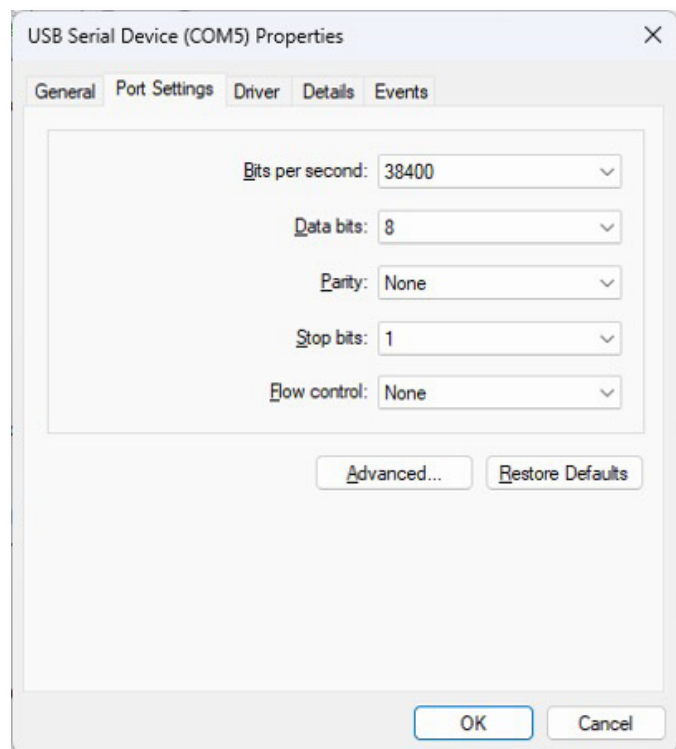 USB Serial Device (COM5) Properties
General Port Settings Driver Details Events
Bits per second: 38400
Data bits: 8
Parity: None
Stop bits: 1
Flow control: None
Advanced... Restore Defaults
OK Cancel